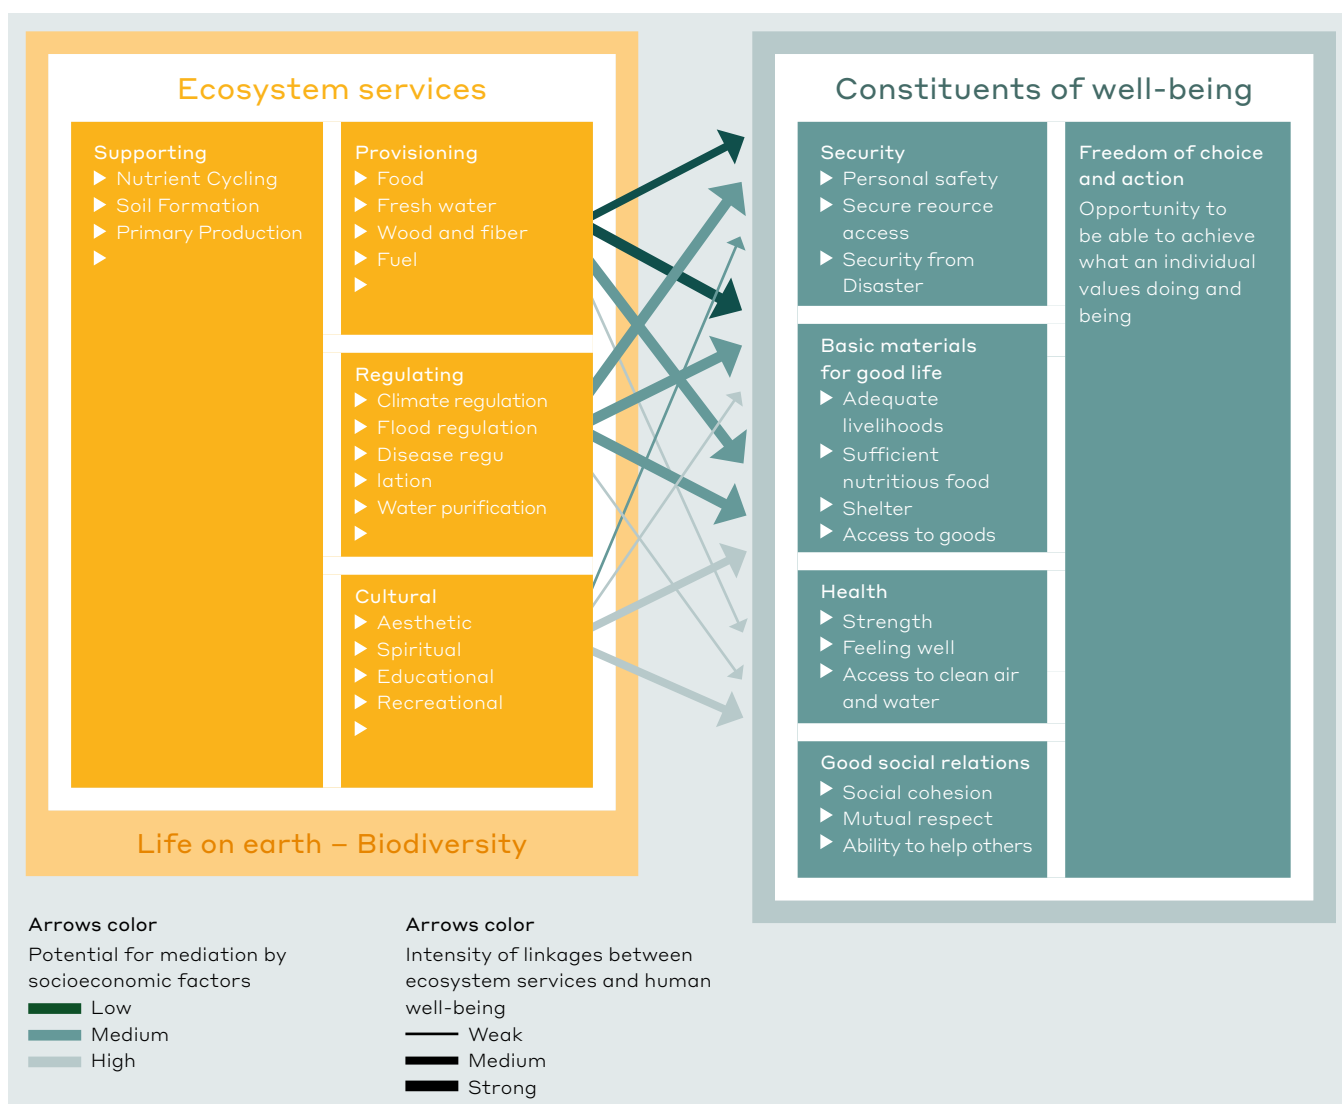 Ecosystem services
Supporting
Nutrient Cycling
Soil Formation
Primary Production
Provisioning
Food
Fresh water
Wood and fiber
Fuel
Regulating
Climate regulation
Flood regulation
Disease regu
lation
Water purification
Cultural
Aesthetic
Spiritual
Educational
Recreational
Life on earth – Biodiversity
Constituents of well-being
Security
Personal safety
Secure reource
access
Security from
Disaster
Basic materials
for good life
Adequate
livelihoods
Sufficient
nutritious food
Shelter
Access to goods
Health
Strength
Feeling well
Access to clean air
and water
Good social relations
Social cohesion
Mutual respect
Ability to help others
Freedom of choice
and action
Opportunity to
be able to achieve
what an individual
values doing and
being
Arrows color
Potential for mediation by
socioeconomic factors
Low
Medium
High
Arrows color
Intensity of linkages between
ecosystem services and human
well-being
Weak
Medium
Strong